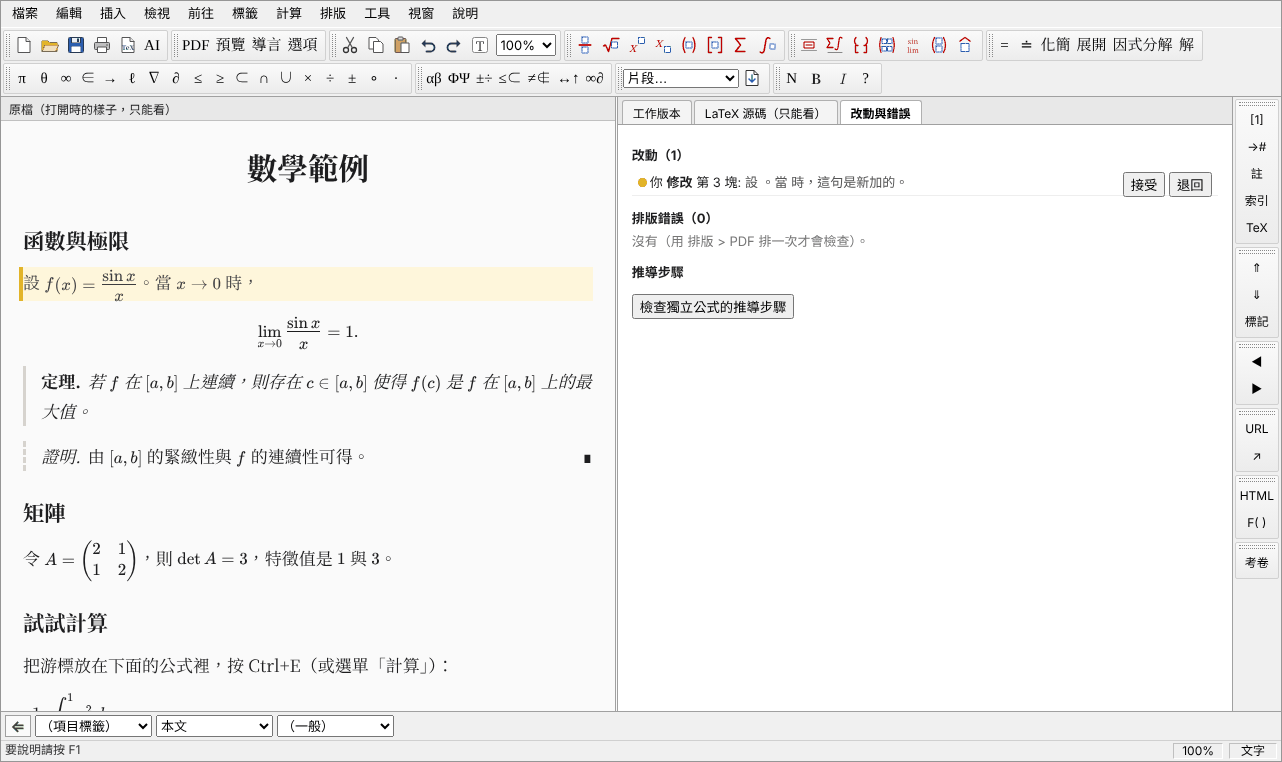 檔案 編輯 插入 檢視 前往 標籤 計算 排版 工具 視窗 說明
TeX AI PDF 預覽 導言 選項 T 100% X X Σ Σ∫ { } sin lim = ≐ 化簡 展開 因式分解 解
π θ ∞ ∈ → ℓ ∇ ∂ ≤ ≥ ⊂ ∩ ∪ × ÷ ± ∘ · αβ ΦΨ ±÷ ≤⊂ ≠∉ ↔↑ ∞∂ 片段... N B I ?
原檔（打開時的樣子，只能看）
數學範例
函數與極限
設 f(x) = sin x / x 。當 x → 0 時，
lim x→0 sin x / x = 1.
定理. 若 f 在 [a, b] 上連續，則存在 c ∈ [a, b] 使得 f(c) 是 f 在 [a, b] 上的最
大值。
證明. 由 [a, b] 的緊緻性與 f 的連續性可得。 ∎
矩陣
令 A = (2 1 1 2)，則 det A = 3，特徵值是 1 與 3。
試試計算
把游標放在下面的公式裡，按 Ctrl+E（或選單「計算」）：
工作版本 LaTeX 源碼（只能看） 改動與錯誤
改動（1）
你 修改 第 3 塊: 設 。當 時，這句是新加的。 接受 退回
排版錯誤（0）
沒有（用 排版 > PDF 排一次才會檢查）。
推導步驟
檢查獨立公式的推導步驟
[1]
→#
註
索引
TeX
⇑
⇓
標記
◀
▶
URL
↗
HTML
F( )
考卷
⇐ （項目標籤） 本文 （一般）
要說明請按 F1 100% 文字